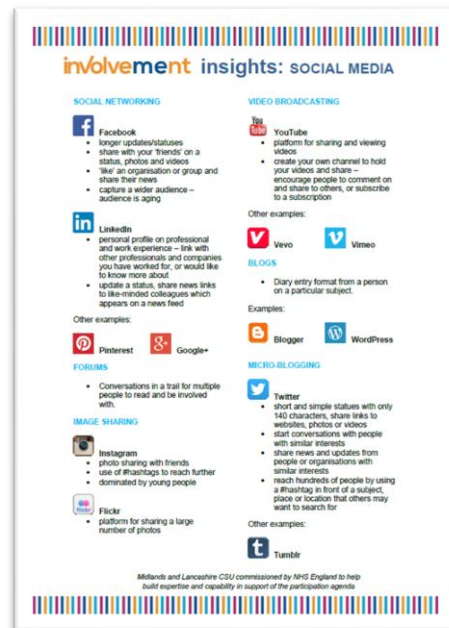 involvement insights: SOCIAL MEDIA
SOCIAL NETWORKING
Facebook
• longer updates/statuses
• share with your 'friends' on a
status, photos and videos
• 'like' an organisation or group and
share their news
• capture a wider audience –
audience is aging
in
LinkedIn
• personal profile on professional
and work experience – link with
other professionals and companies
you have worked for, or would like
to know more about
• update a status, share news links
to like-minded colleagues which
appears on a news feed
Other examples:
Pinterest
Google+
FORUMS
• Conversations in a trail for multiple
people to read and be involved
with.
IMAGE SHARING
Instagram
• photo sharing with friends
• use of #hashtags to reach further
• dominated by young people
flickr
Flickr
• platform for sharing a large
number of photos
VIDEO BROADCASTING
You
Tube
YouTube
• platform for sharing and viewing
videos
• create your own channel to hold
your videos and share –
encourage people to comment on
and share to others, or subscribe
to a subscription
Other examples:
Vevo
Vimeo
BLOGS
• Diary entry format from a person
on a particular subject.
Examples:
Blogger
WordPress
MICRO-BLOGGING
Twitter
• short and simple statues with only
140 characters, share links to
websites, photos or videos
• start conversations with people
with similar interests
• share news and updates from
people or organisations with
similar interests
• reach hundreds of people by using
a #hashtag in front of a subject,
place or location that others may
want to search for
Other examples:
Tumblr
Midlands and Lancashire CSU commissioned by NHS England to help
build expertise and capability in support of the participation agenda